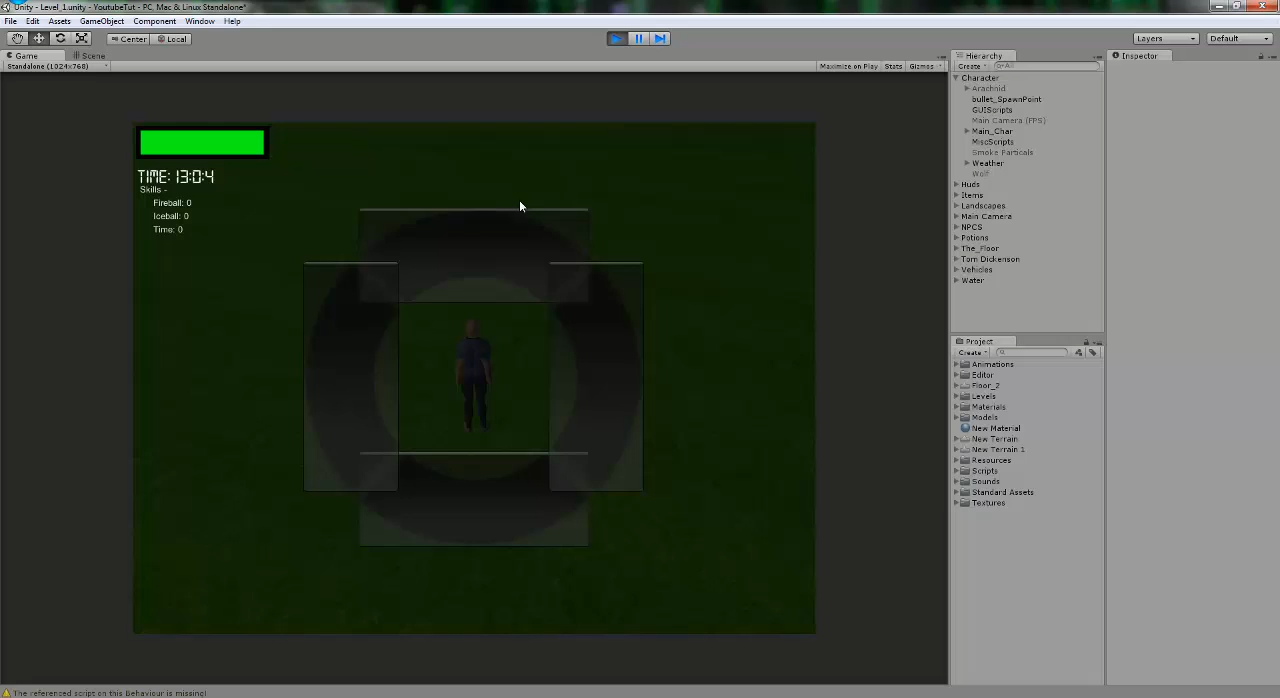 Unity - Level_1.unity - YoutubeTut - PC, Mac & Linux Standalone*
File Edit Assets GameObject Component Window Help
Center Local Layers Default
Game Scene
Standalone (1024x768) Maximize on Play Stats Gizmos
TIME: 13:0:4
Skills -
Fireball: 0
Iceball: 0
Time: 0
Hierarchy
Create All
Character
Arachnid
bullet_SpawnPoint
GUIScripts
Main Camera (FPS)
Main_Char
MiscScripts
Smoke Particals
Weather
Wolf
Huds
Items
Landscapes
Main Camera
NPCS
Potions
The_Floor
Tom Dickenson
Vehicles
Water
Project
Create
Animations
Editor
Floor_2
Levels
Materials
Models
New Material
New Terrain
New Terrain 1
Resources
Scripts
Sounds
Standard Assets
Textures
Inspector
The referenced script on this Behaviour is missing!